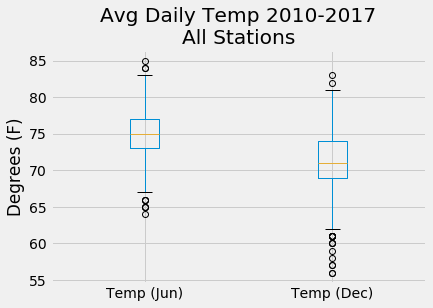 Avg Daily Temp 2010-2017
All Stations
Degrees (F)
85
80
75
70
65
60
55
Temp (Jun)
Temp (Dec)